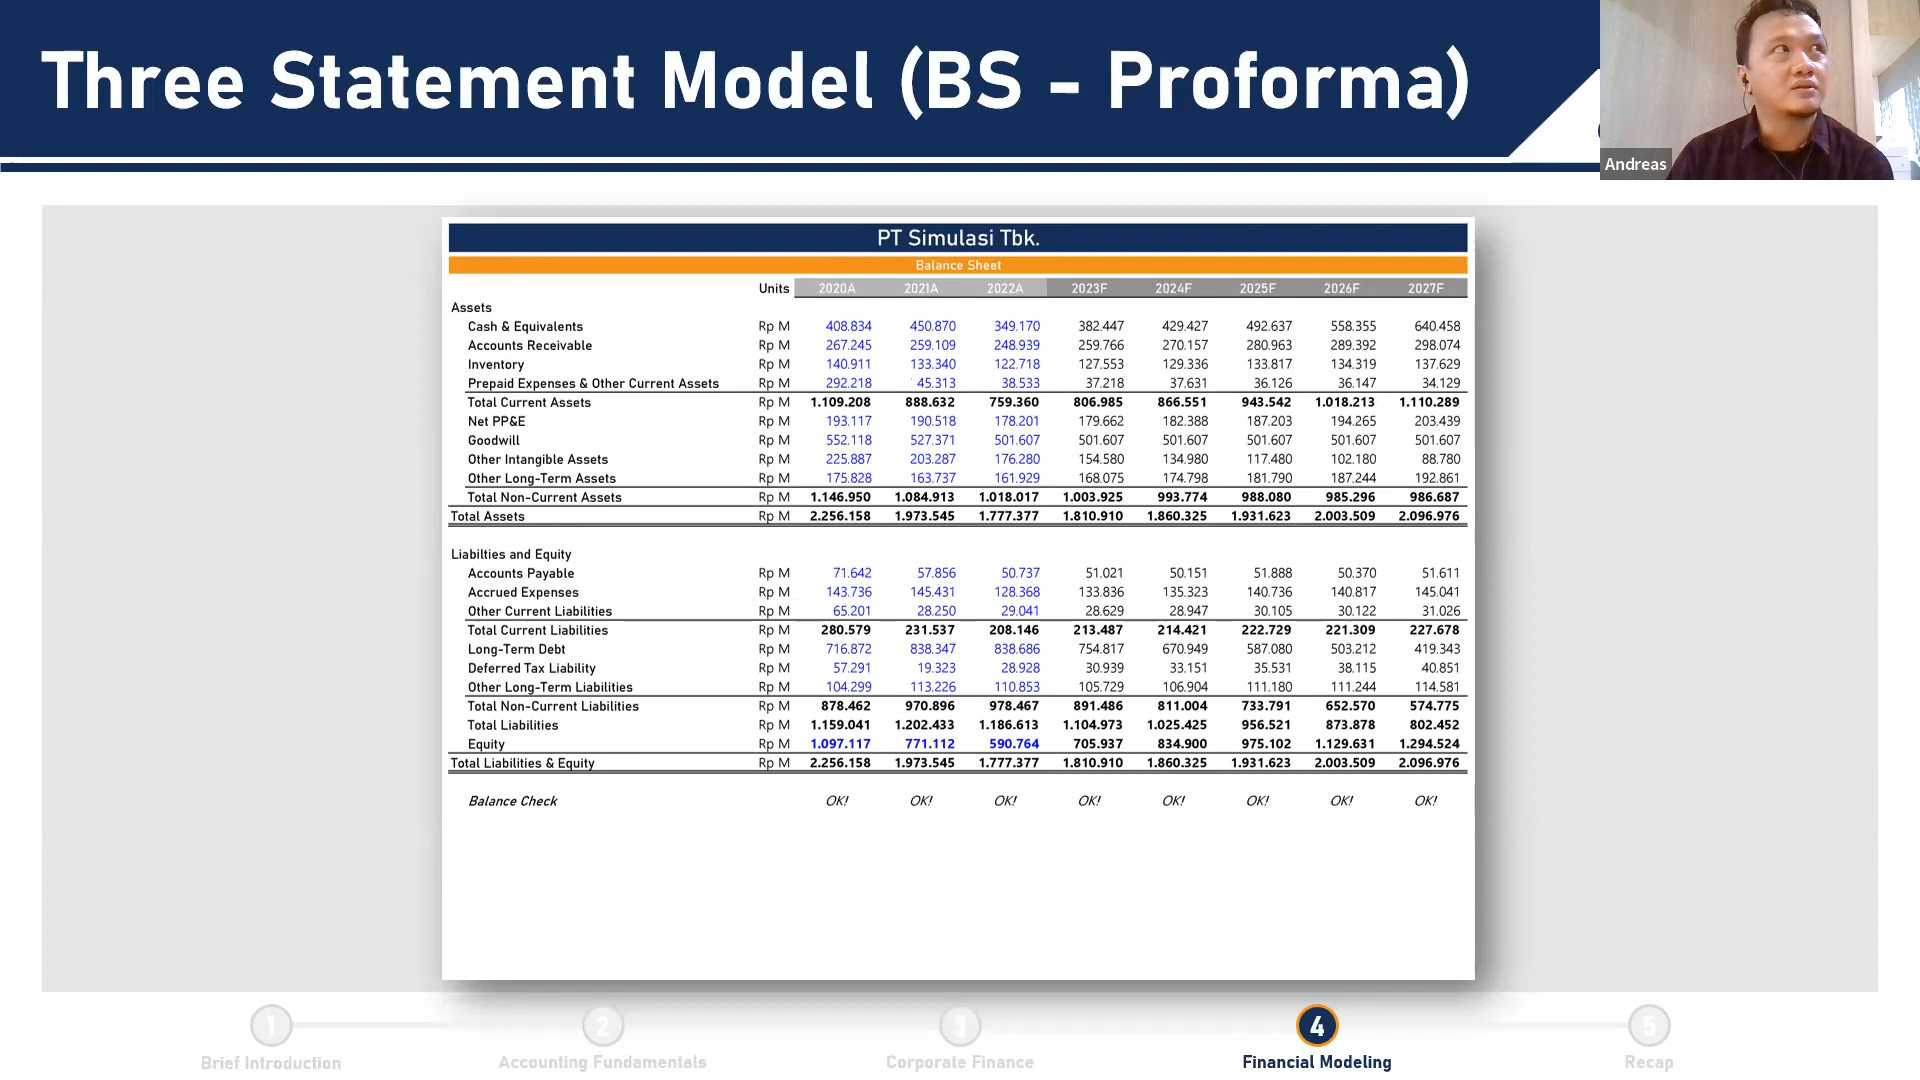 Three Statement Model (BS - Proforma)
Andreas
PT Simulasi Tbk.
Balance Sheet
Units 2020A 2021A 2022A 2023F 2024F 2025F 2026F 2027F
Assets
Cash & Equivalents Rp M 408.834 450.870 349.170 382.447 429.427 492.637 558.355 640.458
Accounts Receivable Rp M 267.245 259.109 248.939 259.766 270.157 280.963 289.392 298.074
Inventory Rp M 140.911 133.340 122.718 127.553 129.336 133.817 134.319 137.629
Prepaid Expenses & Other Current Assets Rp M 292.218 45.313 38.533 37.218 37.631 36.126 36.147 34.129
Total Current Assets Rp M 1.109.208 888.632 759.360 806.985 866.551 943.542 1.018.213 1.110.289
Net PP&E Rp M 193.117 190.518 178.201 179.662 182.388 187.203 194.265 203.439
Goodwill Rp M 552.118 527.371 501.607 501.607 501.607 501.607 501.607 501.607
Other Intangible Assets Rp M 225.887 203.287 176.280 154.580 134.980 117.480 102.180 88.780
Other Long-Term Assets Rp M 175.828 163.737 161.929 168.075 174.798 181.790 187.244 192.861
Total Non-Current Assets Rp M 1.146.950 1.084.913 1.018.017 1.003.925 993.774 988.080 985.296 986.687
Total Assets Rp M 2.256.158 1.973.545 1.777.377 1.810.910 1.860.325 1.931.623 2.003.509 2.096.976
Liabilties and Equity
Accounts Payable Rp M 71.642 57.856 50.737 51.021 50.151 51.888 50.370 51.611
Accrued Expenses Rp M 143.736 145.431 128.368 133.836 135.323 140.736 140.817 145.041
Other Current Liabilities Rp M 65.201 28.250 29.041 28.629 28.947 30.105 30.122 31.026
Total Current Liabilities Rp M 280.579 231.537 208.146 213.487 214.421 222.729 221.309 227.678
Long-Term Debt Rp M 716.872 838.347 838.686 754.817 670.949 587.080 503.212 419.343
Deferred Tax Liability Rp M 57.291 19.323 28.928 30.939 33.151 35.531 38.115 40.851
Other Long-Term Liabilities Rp M 104.299 113.226 110.853 105.729 106.904 111.180 111.244 114.581
Total Non-Current Liabilities Rp M 878.462 970.896 978.467 891.486 811.004 733.791 652.570 574.775
Total Liabilities Rp M 1.159.041 1.202.433 1.186.613 1.104.973 1.025.425 956.521 873.878 802.452
Equity Rp M 1.097.117 771.112 590.764 705.937 834.900 975.102 1.129.631 1.294.524
Total Liabilities & Equity Rp M 2.256.158 1.973.545 1.777.377 1.810.910 1.860.325 1.931.623 2.003.509 2.096.976
Balance Check OK! OK! OK! OK! OK! OK! OK! OK!
1 2 3 4 5
Brief Introduction Accounting Fundamentals Corporate Finance Financial Modeling Recap